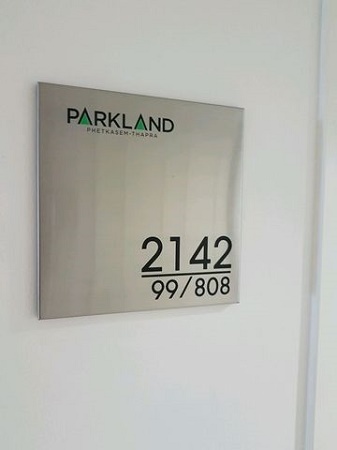 PARKLAND
PHETKASEM-THAPRA
2142
99/808